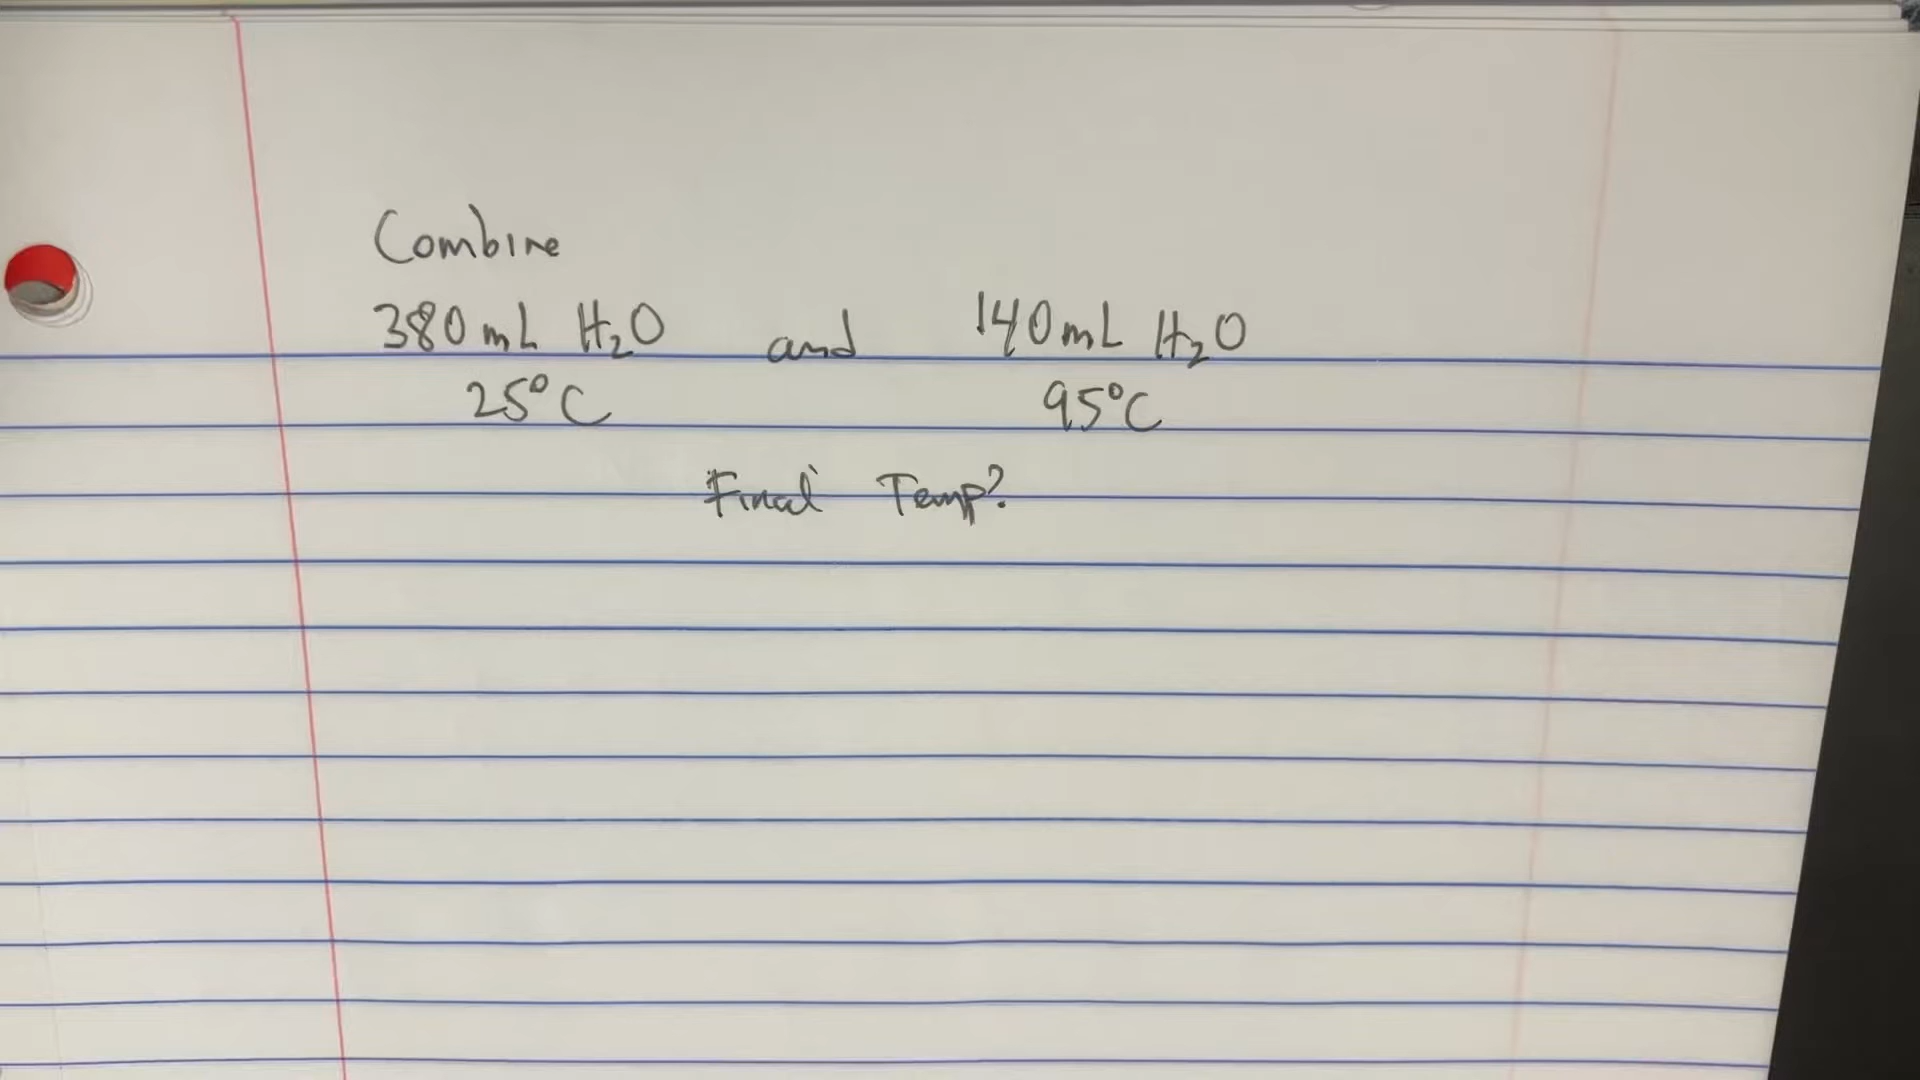 Combine
380 mL H₂O and 140 mL H₂O
25°C 95°C
Final Temp?